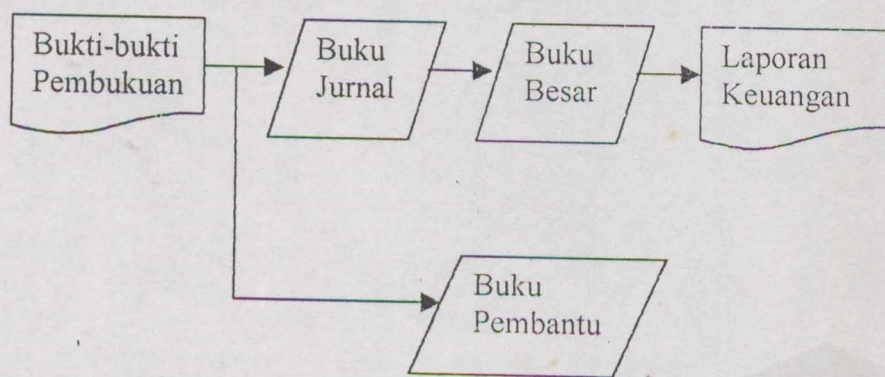 Bukti-bukti
Pembukuan
Buku
Jurnal
Buku
Besar
Laporan
Keuangan
Buku
Pembantu